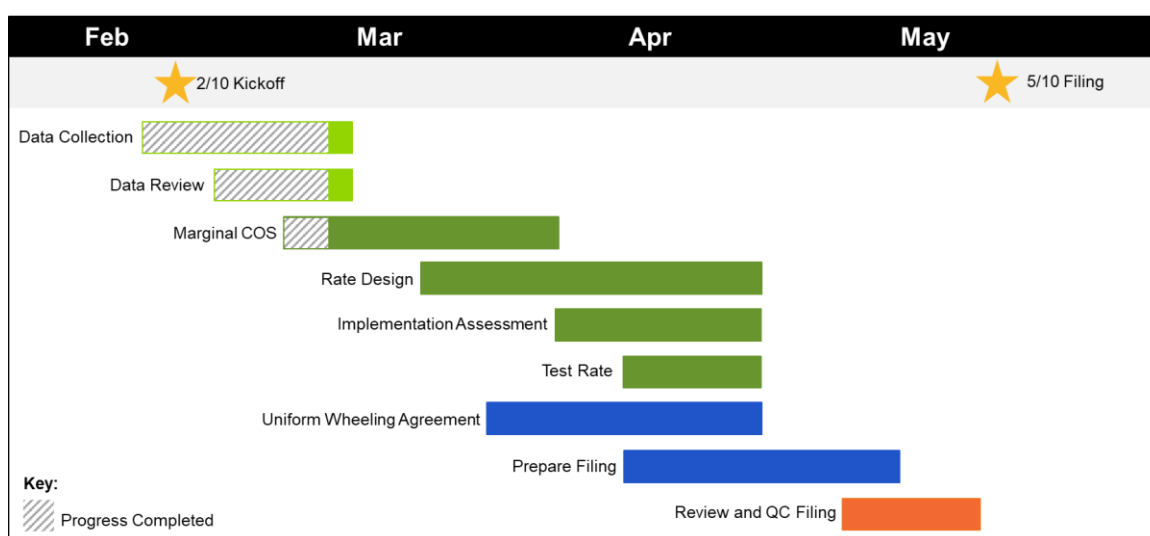 Feb Mar Apr May
2/10 Kickoff 5/10 Filing
Data Collection
Data Review
Marginal COS
Rate Design
Implementation Assessment
Test Rate
Uniform Wheeling Agreement
Prepare Filing
Key:
Review and QC Filing
Progress Completed